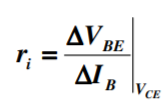 r_i = ΔV_BE / ΔI_B |_V_CE